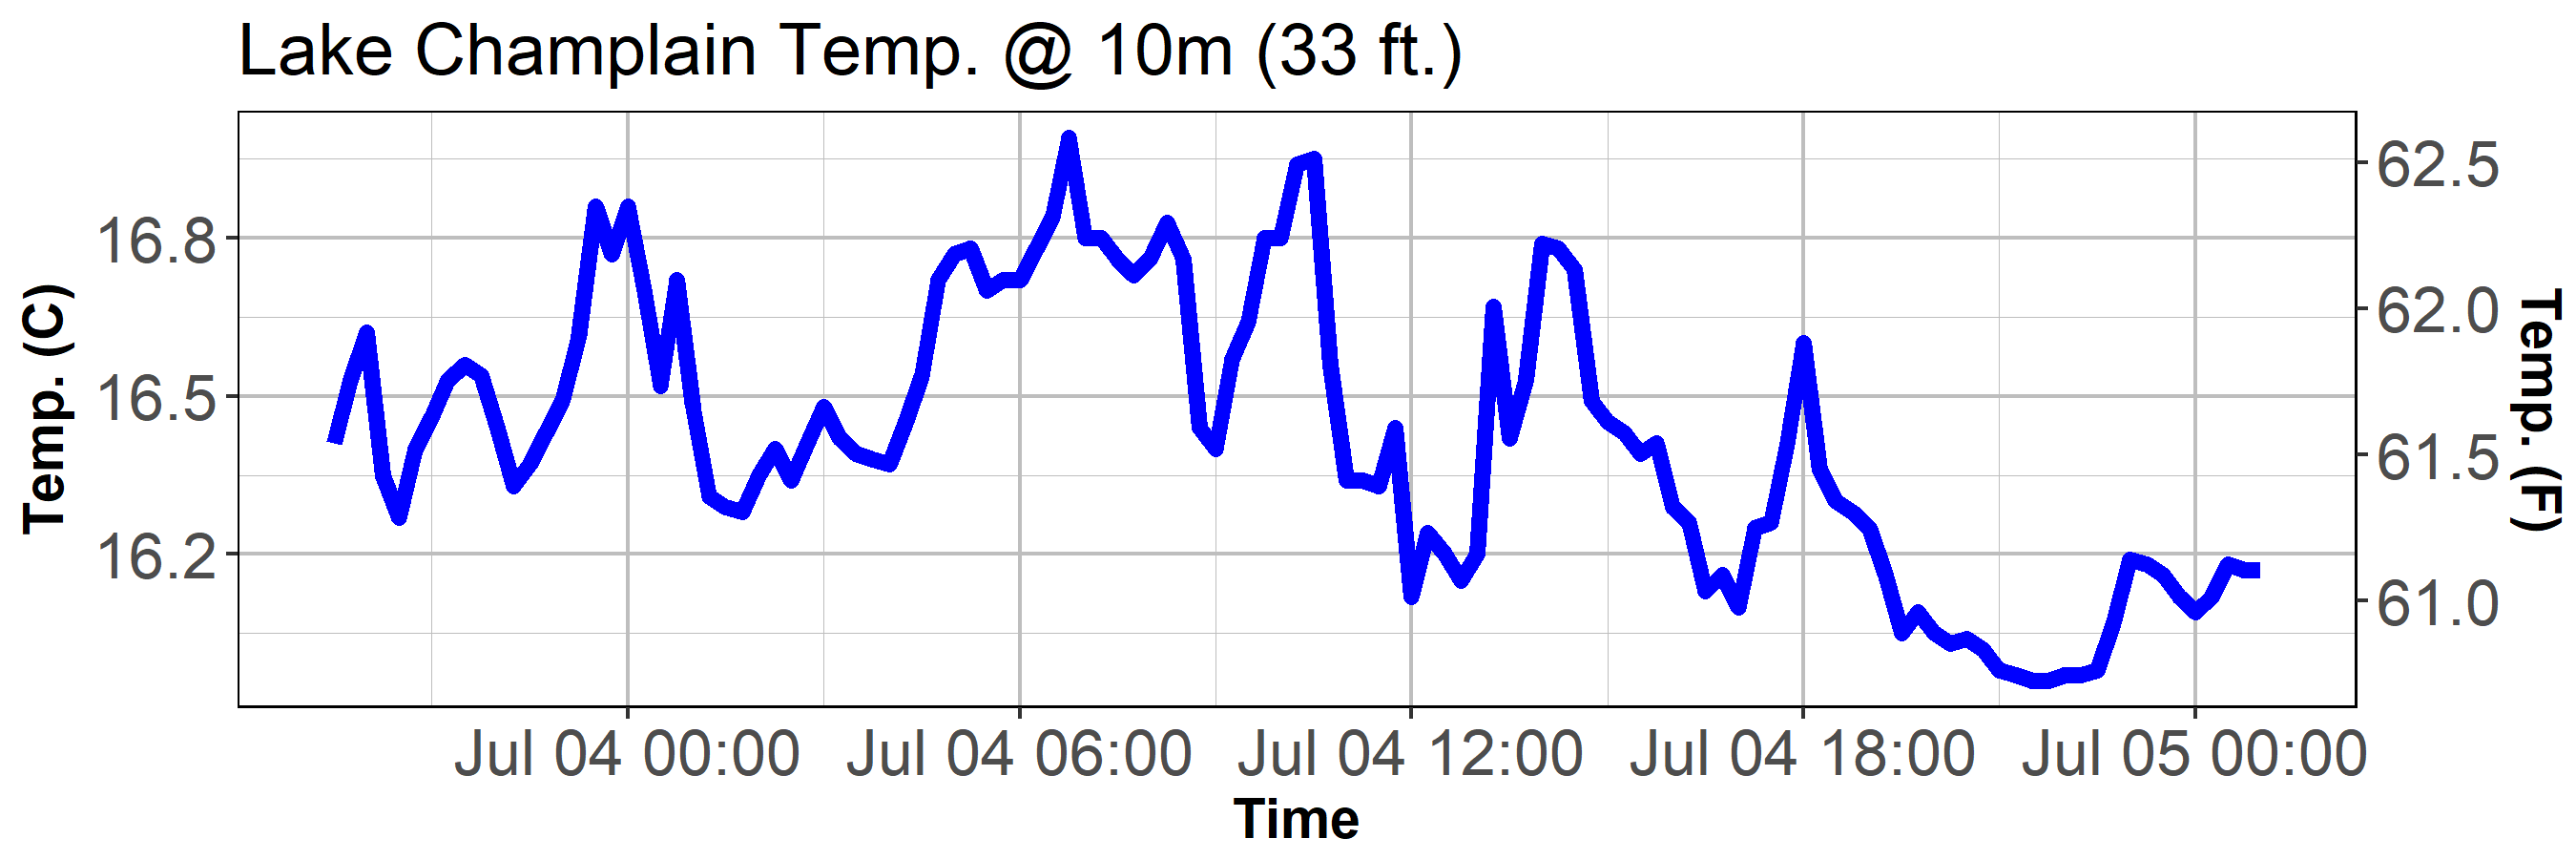 Lake Champlain Temp. @ 10m (33 ft.)
Temp. (C)
16.8
16.5
16.2
62.5
62.0
61.5
61.0
Temp. (F)
Jul 04 00:00 Jul 04 06:00 Jul 04 12:00 Jul 04 18:00 Jul 05 00:00
Time